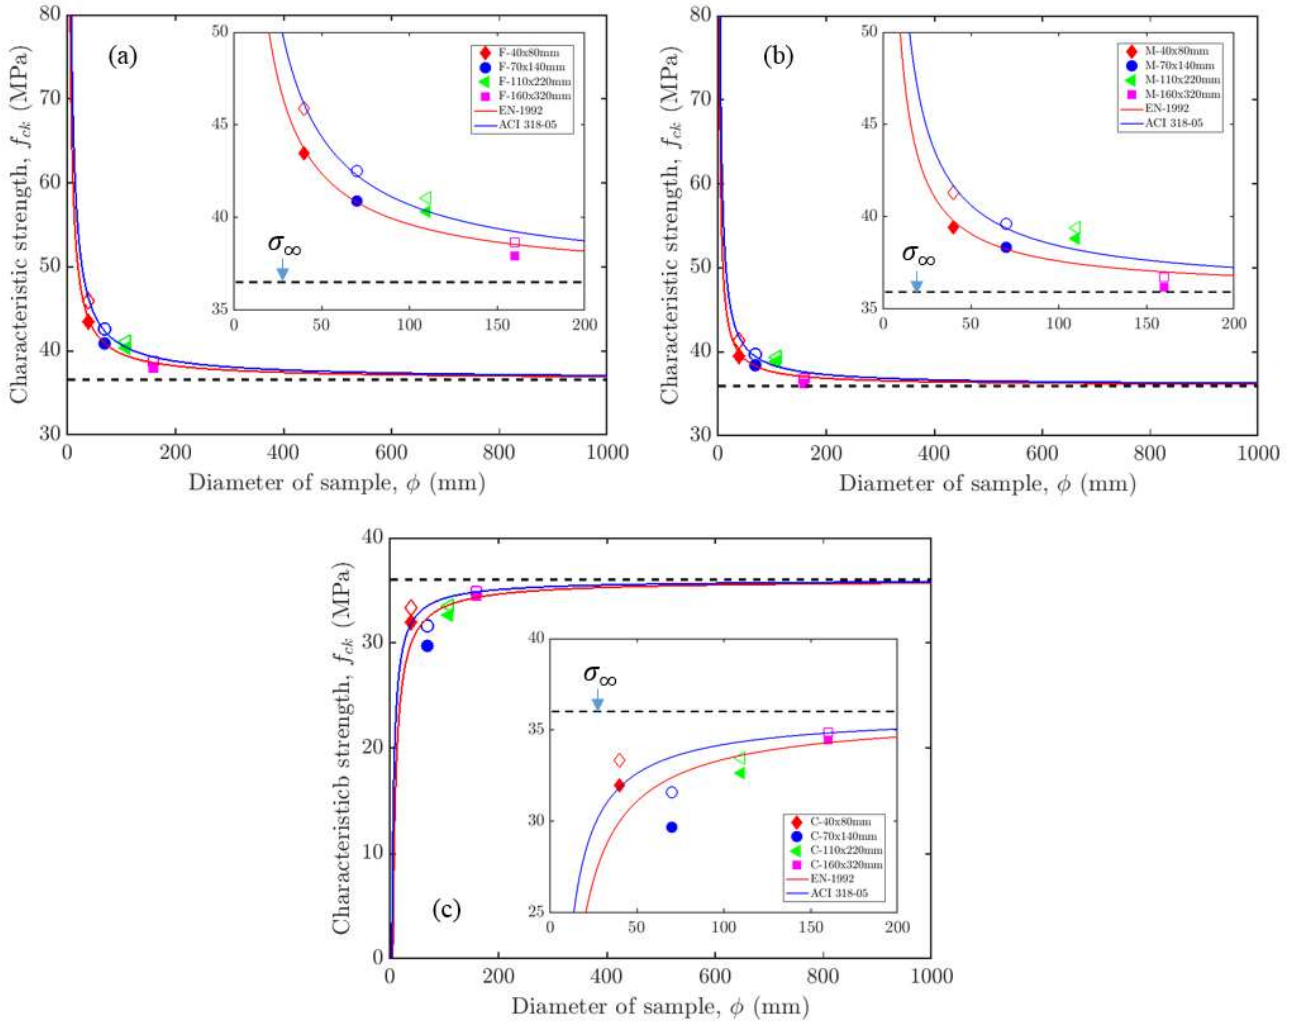 (a)
Characteristic strength, f_ck (MPa)
80
70
60
50
40
30
50
45
40
35
F-40x80mm
F-70x140mm
F-110x220mm
F-160x320mm
EN-1992
ACI 318-05
σ∞
0 50 100 150 200
0 200 400 600 800 1000
Diameter of sample, ϕ (mm)
(b)
Characteristic strength, f_ck (MPa)
80
70
60
50
40
30
50
45
40
35
M-40x80mm
M-70x140mm
M-110x220mm
M-160x320mm
EN-1992
ACI 318-05
σ∞
0 50 100 150 200
0 200 400 600 800 1000
Diameter of sample, ϕ (mm)
Characteristicb strength, f_ck (MPa)
40
30
20
10
0
40
35
30
25
σ∞
C-40x80mm
C-70x140mm
C-110x220mm
C-160x320mm
EN-1992
ACI 318-05
0 50 100 150 200
(c)
0 200 400 600 800 1000
Diameter of sample, ϕ (mm)